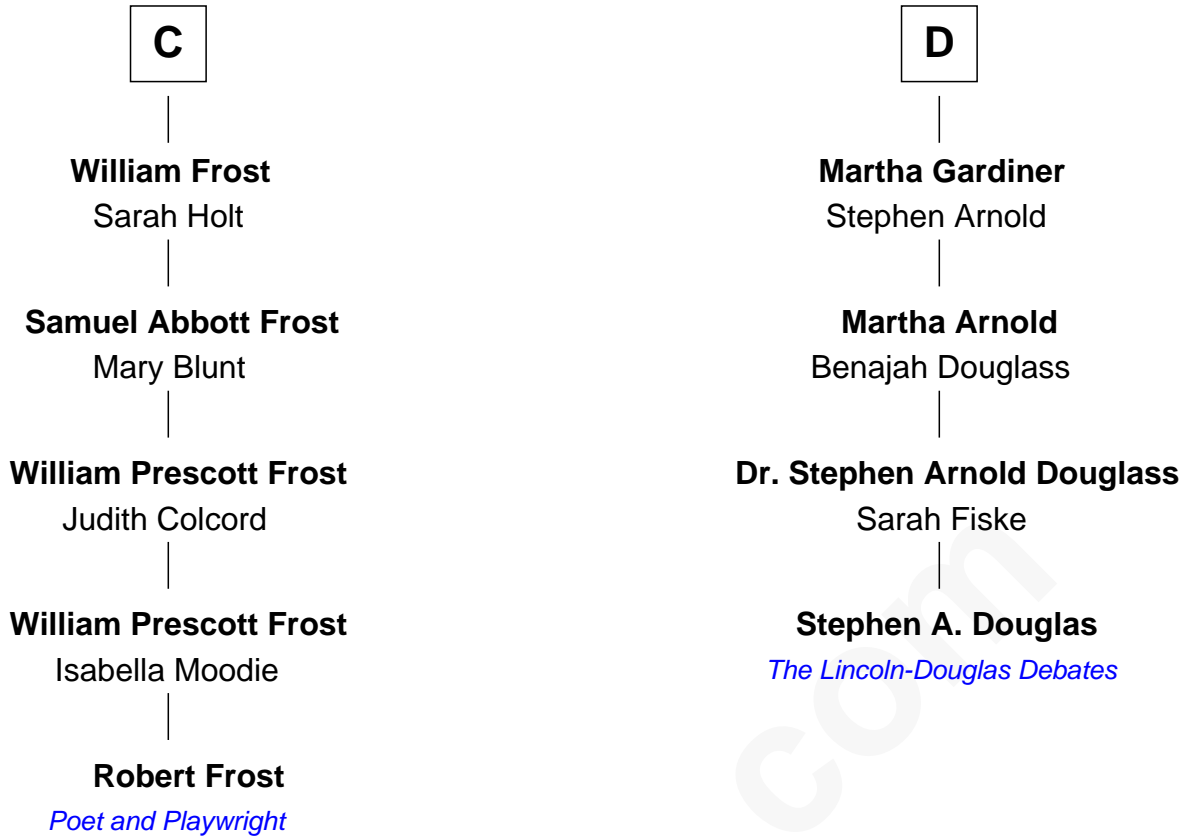 C
William Frost
Sarah Holt
Samuel Abbott Frost
Mary Blunt
William Prescott Frost
Judith Colcord
William Prescott Frost
Isabella Moodie
Robert Frost
Poet and Playwright
D
Martha Gardiner
Stephen Arnold
Martha Arnold
Benajah Douglass
Dr. Stephen Arnold Douglass
Sarah Fiske
Stephen A. Douglas
The Lincoln-Douglas Debates
com